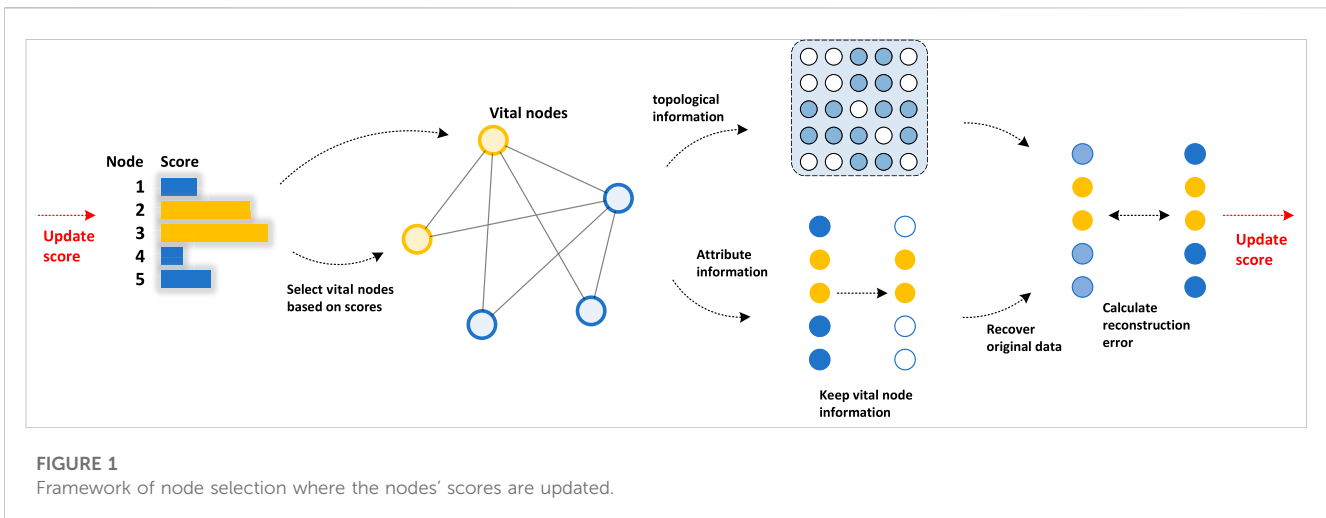 Node Score
1
2
3
4
5
Update
score
Select vital nodes
based on scores
Vital nodes
topological
information
Attribute
information
Keep vital node
information
Recover
original data
Calculate
reconstruction
error
Update
score
FIGURE 1
Framework of node selection where the nodes' scores are updated.